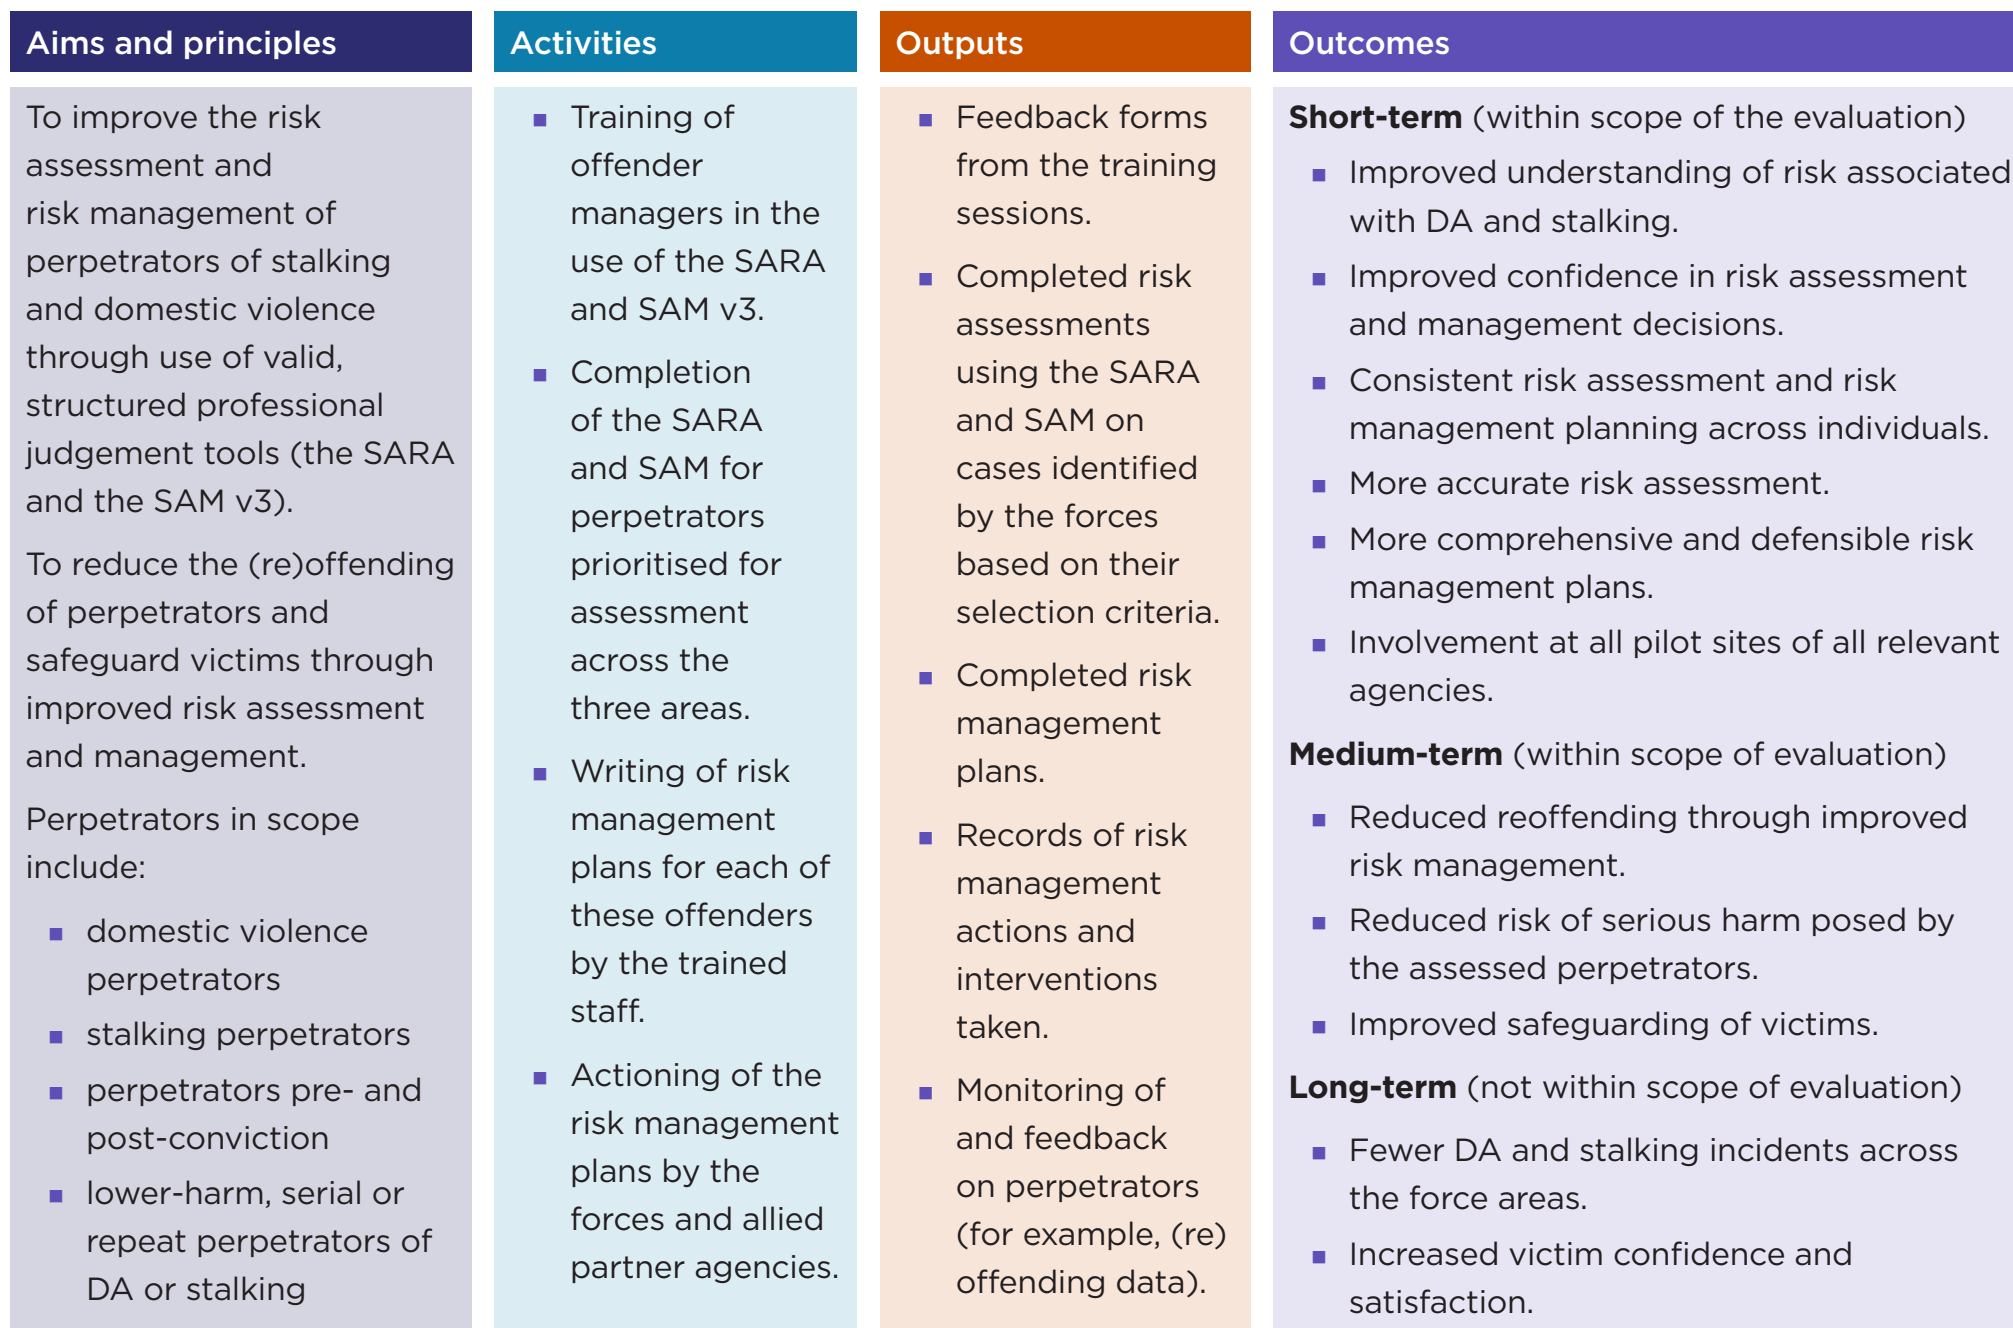 Aims and principles
To improve the risk
assessment and
risk management of
perpetrators of stalking
and domestic violence
through use of valid,
structured professional
judgement tools (the SARA
and the SAM v3).
To reduce the (re)offending
of perpetrators and
safeguard victims through
improved risk assessment
and management.
Perpetrators in scope
include:
domestic violence
perpetrators
stalking perpetrators
perpetrators pre- and
post-conviction
lower-harm, serial or
repeat perpetrators of
DA or stalking
Activities
Training of
offender
managers in the
use of the SARA
and SAM v3.
Completion
of the SARA
and SAM for
perpetrators
prioritised for
assessment
across the
three areas.
Writing of risk
management
plans for each of
these offenders
by the trained
staff.
Actioning of the
risk management
plans by the
forces and allied
partner agencies.
Outputs
Feedback forms
from the training
sessions.
Completed risk
assessments
using the SARA
and SAM on
cases identified
by the forces
based on their
selection criteria.
Completed risk
management
plans.
Records of risk
management
actions and
interventions
taken.
Monitoring of
and feedback
on perpetrators
(for example, (re)
offending data).
Outcomes
Short-term (within scope of the evaluation)
Improved understanding of risk associated
with DA and stalking.
Improved confidence in risk assessment
and management decisions.
Consistent risk assessment and risk
management planning across individuals.
More accurate risk assessment.
More comprehensive and defensible risk
management plans.
Involvement at all pilot sites of all relevant
agencies.
Medium-term (within scope of evaluation)
Reduced reoffending through improved
risk management.
Reduced risk of serious harm posed by
the assessed perpetrators.
Improved safeguarding of victims.
Long-term (not within scope of evaluation)
Fewer DA and stalking incidents across
the force areas.
Increased victim confidence and
satisfaction.